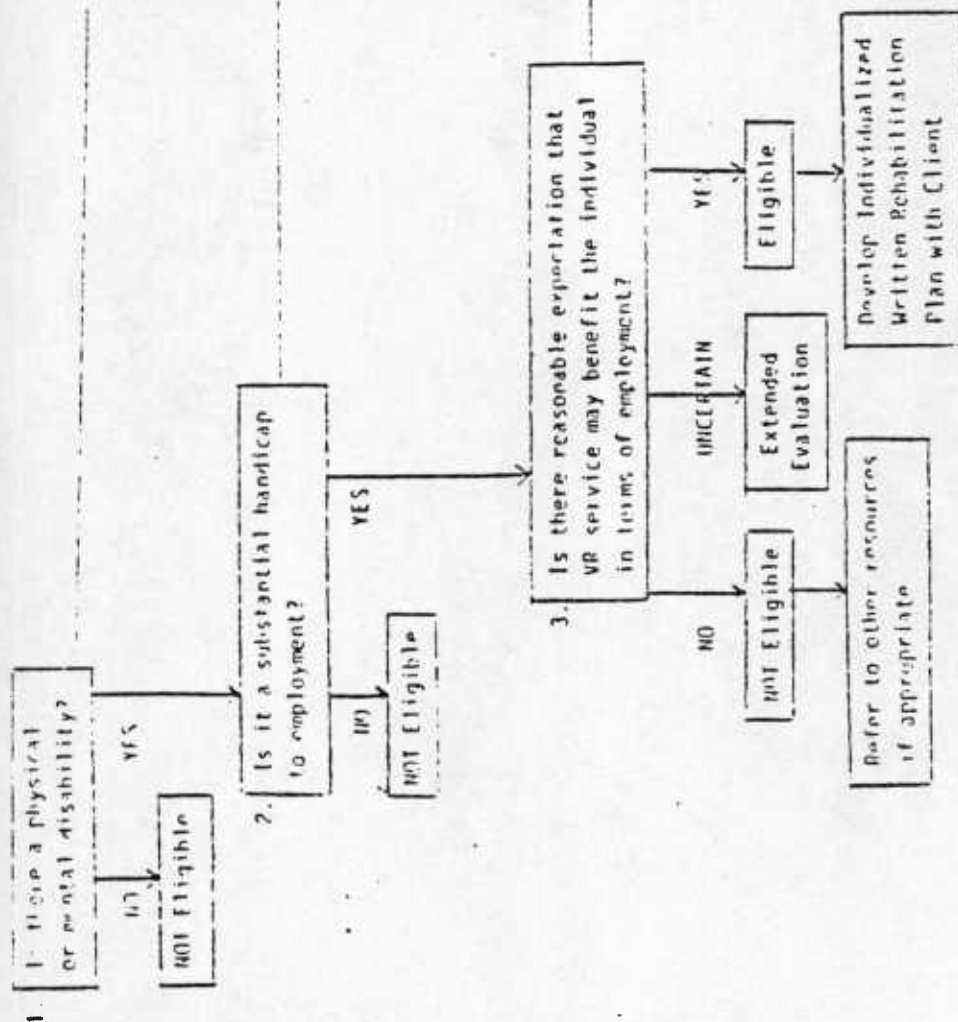 Is there a physical
or mental disability?
NO
YES
NOT Eligible
2. Is it a substantial handicap
to employment?
NO
YES
NOT Eligible
3. Is there reasonable expectation that
VR service may benefit the individual
in terms of employment?
NO
UNCERTAIN
YES
NOT Eligible
Extended
Evaluation
Eligible
Refer to other resources
if appropriate
Develop Individualized
Written Rehabilitation
Plan with Client